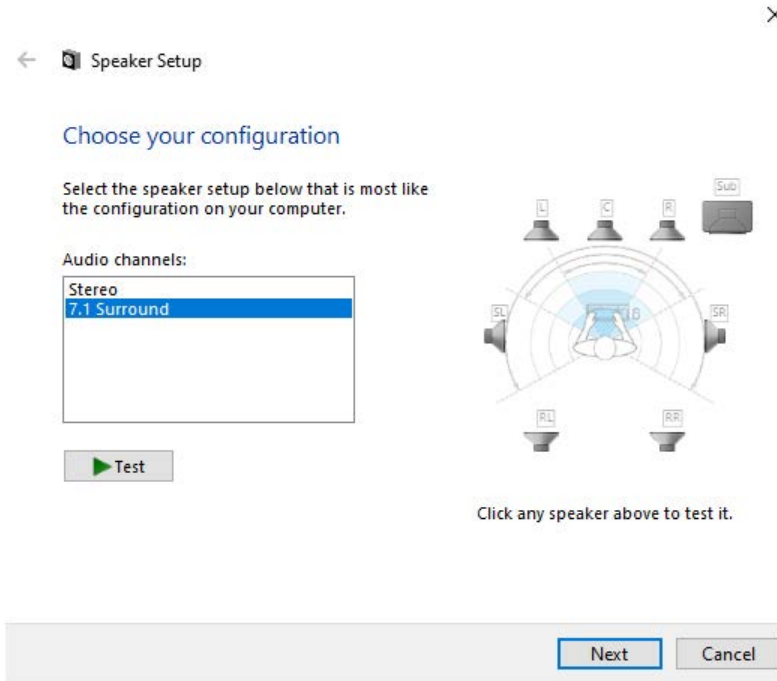 Speaker Setup
Choose your configuration
Select the speaker setup below that is most like
the configuration on your computer.
Audio channels:
Stereo
7.1 Surround
Test
L
C
R
Sub
SL
SR
RL
RR
Click any speaker above to test it.
Next
Cancel